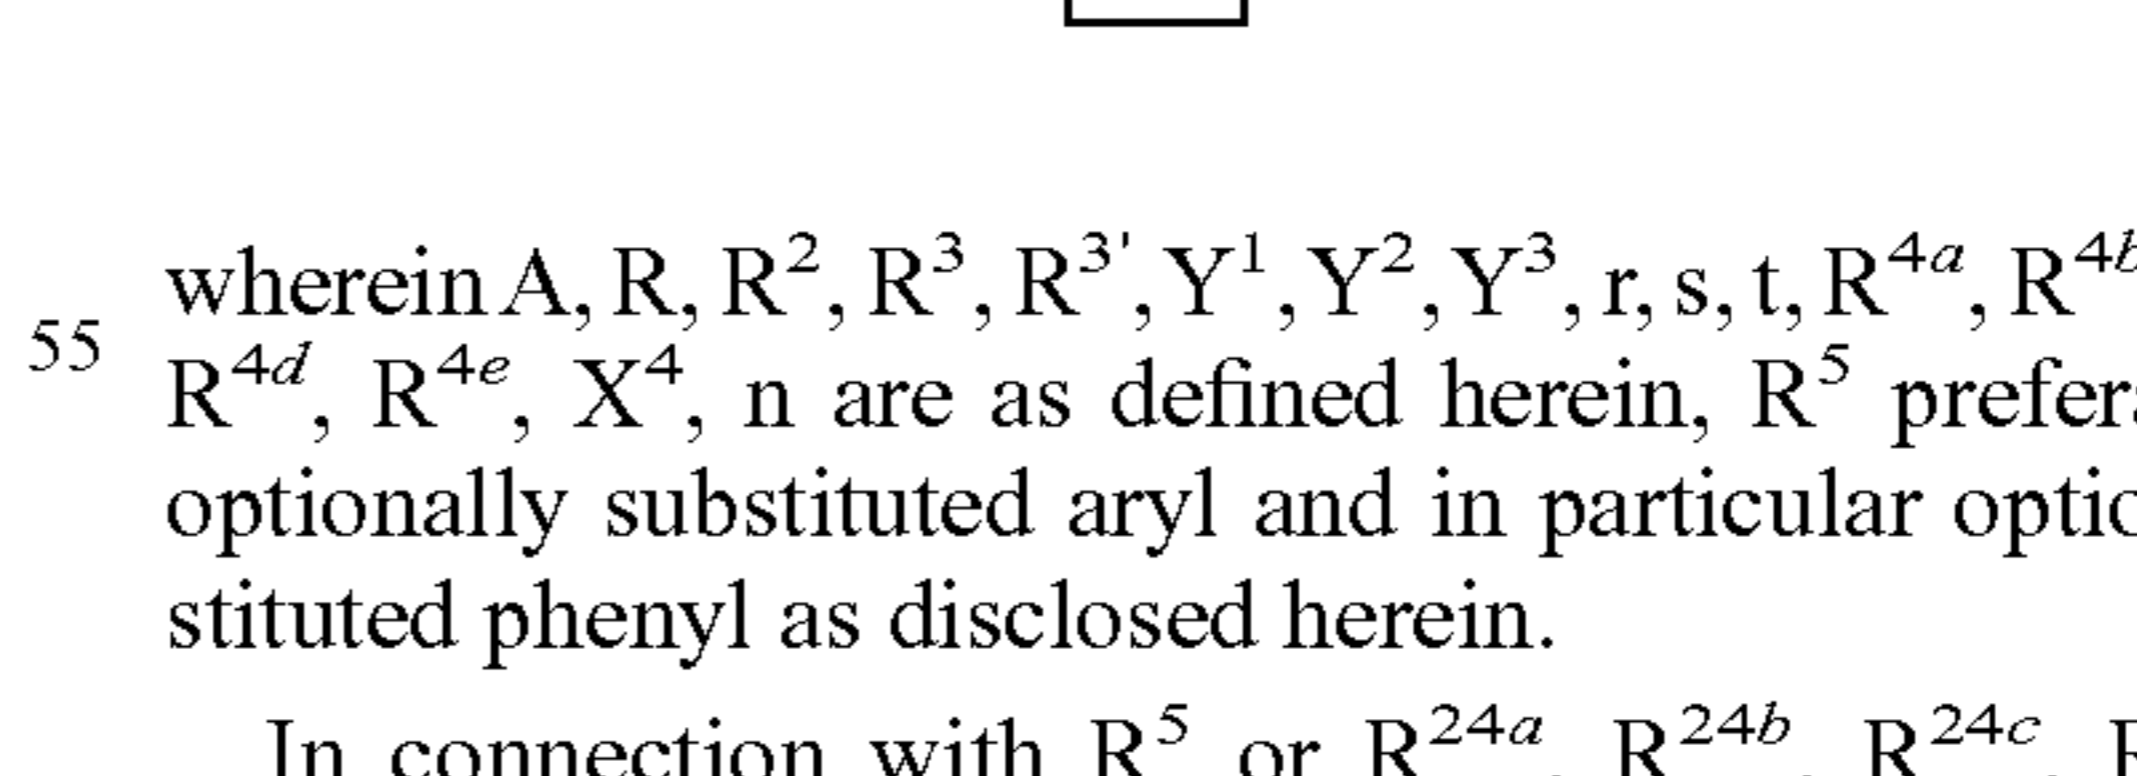 wherein A, R, R², R³, R³', Y¹, Y², Y³, r, s, t, R⁴ᵃ, R⁴ᵇ
55
R⁴ᵈ, R⁴ᵉ, X⁴, n are as defined herein, R⁵
optionally substituted aryl and in particular
stituted phenyl as disclosed herein.
In connection with R⁵ or R²⁴ᵃ, R²⁴ᵇ, R²⁴ᶜ,